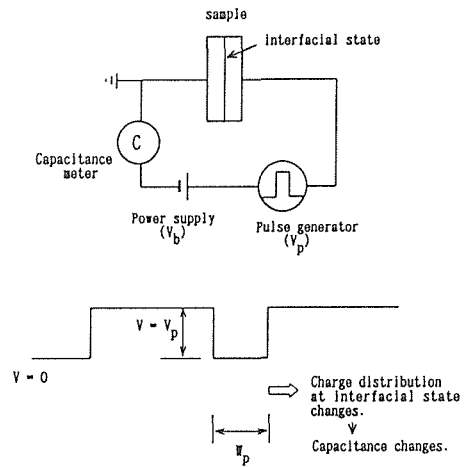 sample
interfacial state
C
Capacitance
meter
Power supply
(V_b)
Pulse generator
(V_p)
V = V_p
V = 0
W_p
Charge distribution
at interfacial state
changes.
Capacitance changes.